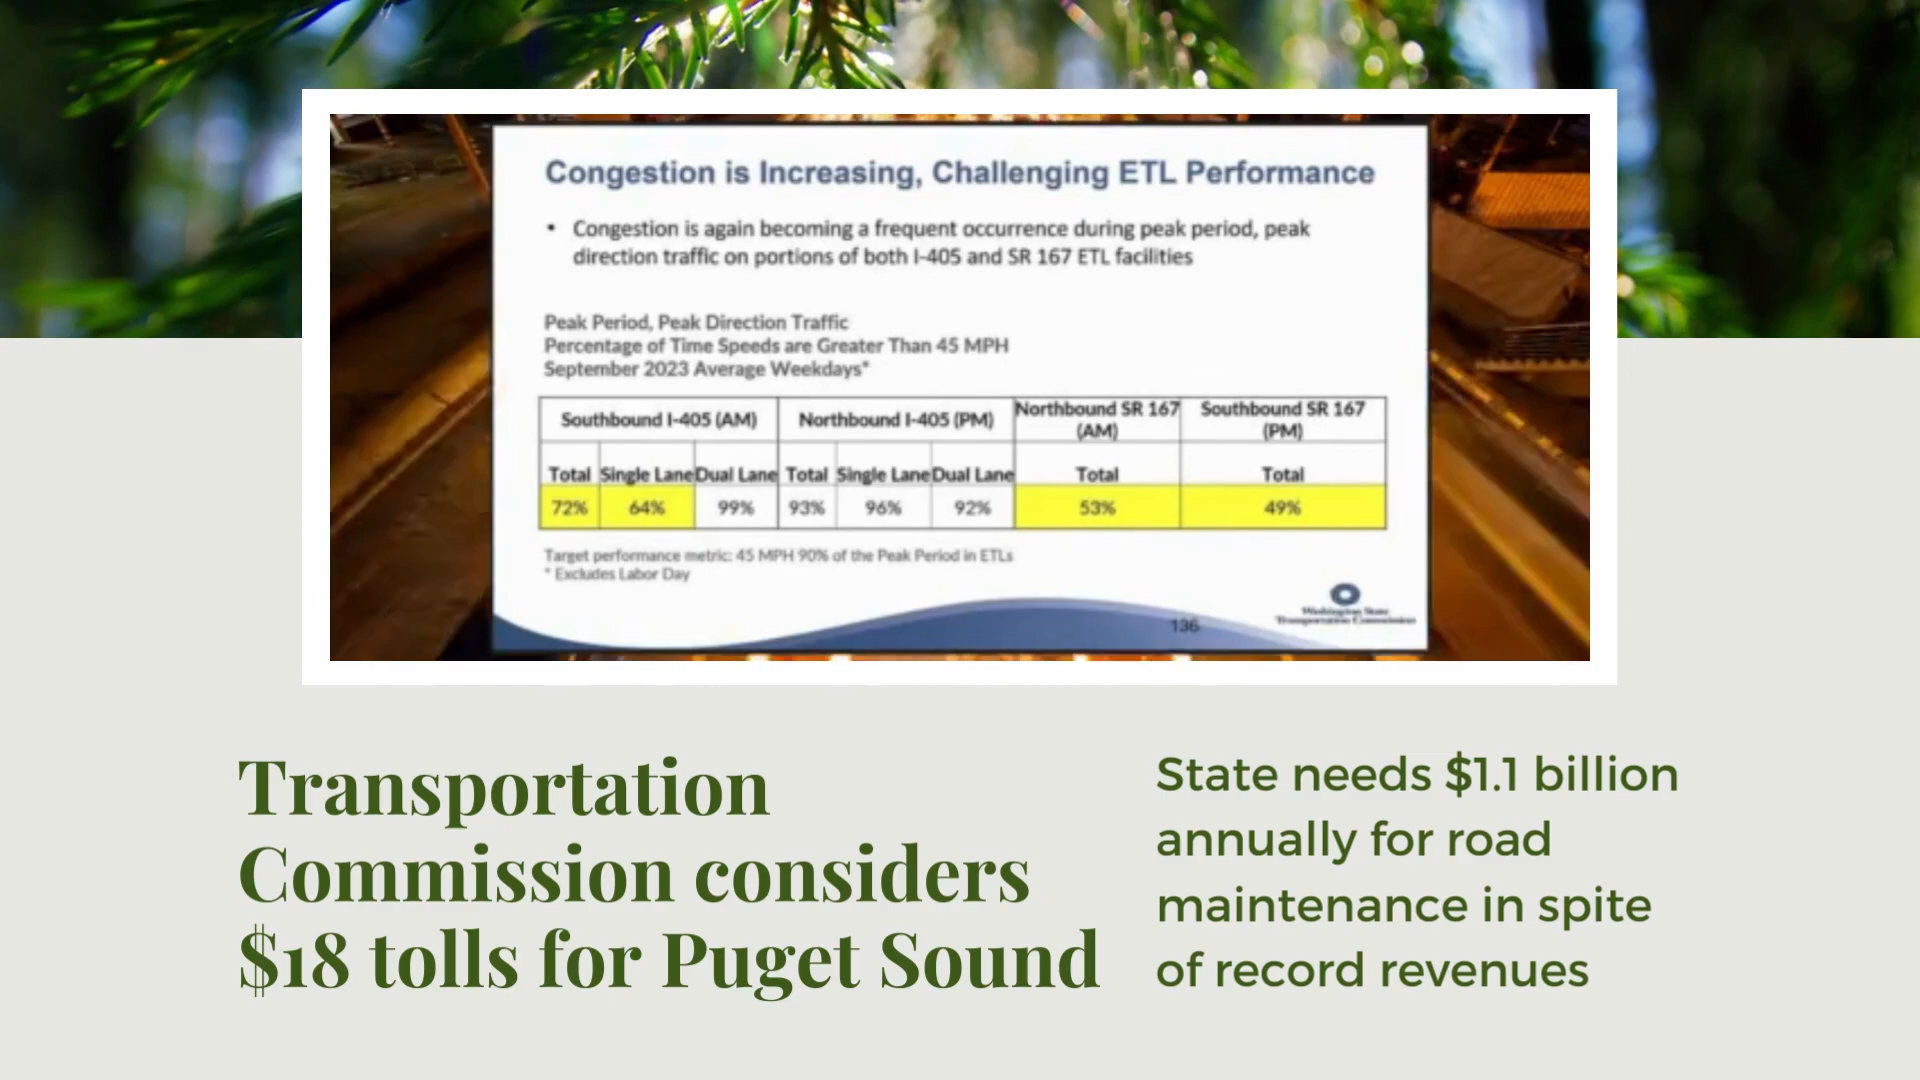 Congestion is Increasing, Challenging ETL Performance
• Congestion is again becoming a frequent occurrence during peak period, peak
direction traffic on portions of both I-405 and SR 167 ETL facilities
Peak Period, Peak Direction Traffic
Percentage of Time Speeds are Greater Than 45 MPH
September 2023 Average Weekdays*
Southbound I-405 (AM) Northbound I-405 (PM) Northbound SR 167 (AM) Southbound SR 167 (PM)
Total Single Lane Dual Lane Total Single Lane Dual Lane Total Total
72% 64% 99% 93% 96% 92% 53% 49%
Target performance metric: 45 MPH 90% of the Peak Period in ETLs
* Excludes Labor Day
Washington State
Transportation Commission
136
Transportation
Commission considers
$18 tolls for Puget Sound
State needs $1.1 billion
annually for road
maintenance in spite
of record revenues